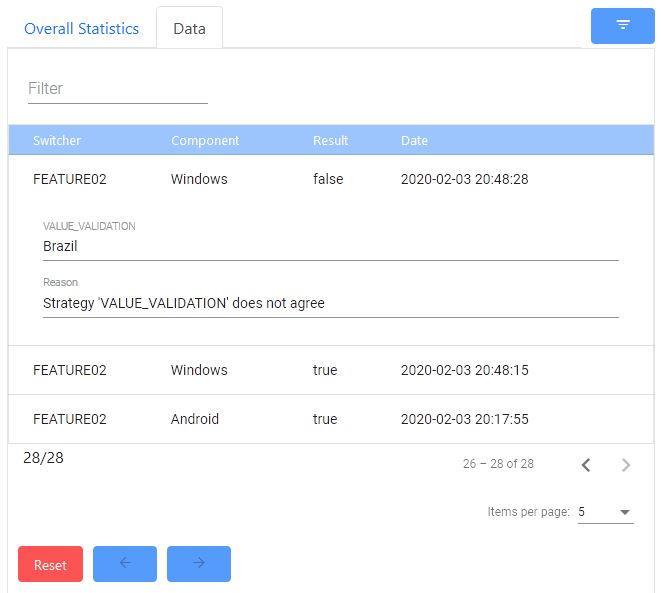 Overall Statistics Data
Filter
Switcher Component Result Date
FEATURE02 Windows false 2020-02-03 20:48:28
VALUE_VALIDATION
Brazil
Reason
Strategy 'VALUE_VALIDATION' does not agree
FEATURE02 Windows true 2020-02-03 20:48:15
FEATURE02 Android true 2020-02-03 20:17:55
28/28 26 – 28 of 28
Items per page: 5
Reset